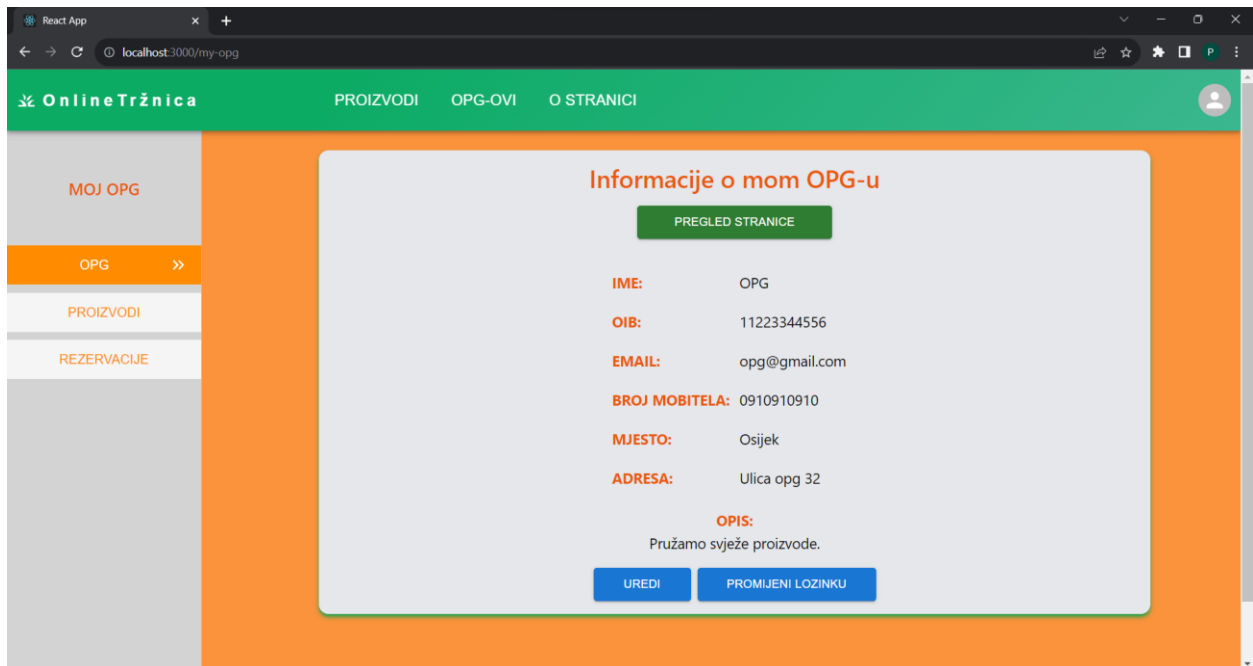 React App
localhost:3000/my-opg
P
OnlineTržnica
PROIZVODI OPG-OVI O STRANICI
MOJ OPG
OPG
PROIZVODI
REZERVACIJE
Informacije o mom OPG-u
PREGLED STRANICE
IME: OPG
OIB: 11223344556
EMAIL: opg@gmail.com
BROJ MOBITELA: 0910910910
MJESTO: Osijek
ADRESA: Ulica opg 32
OPIS:
Pružamo svježe proizvode.
UREDI PROMIJENI LOZINKU